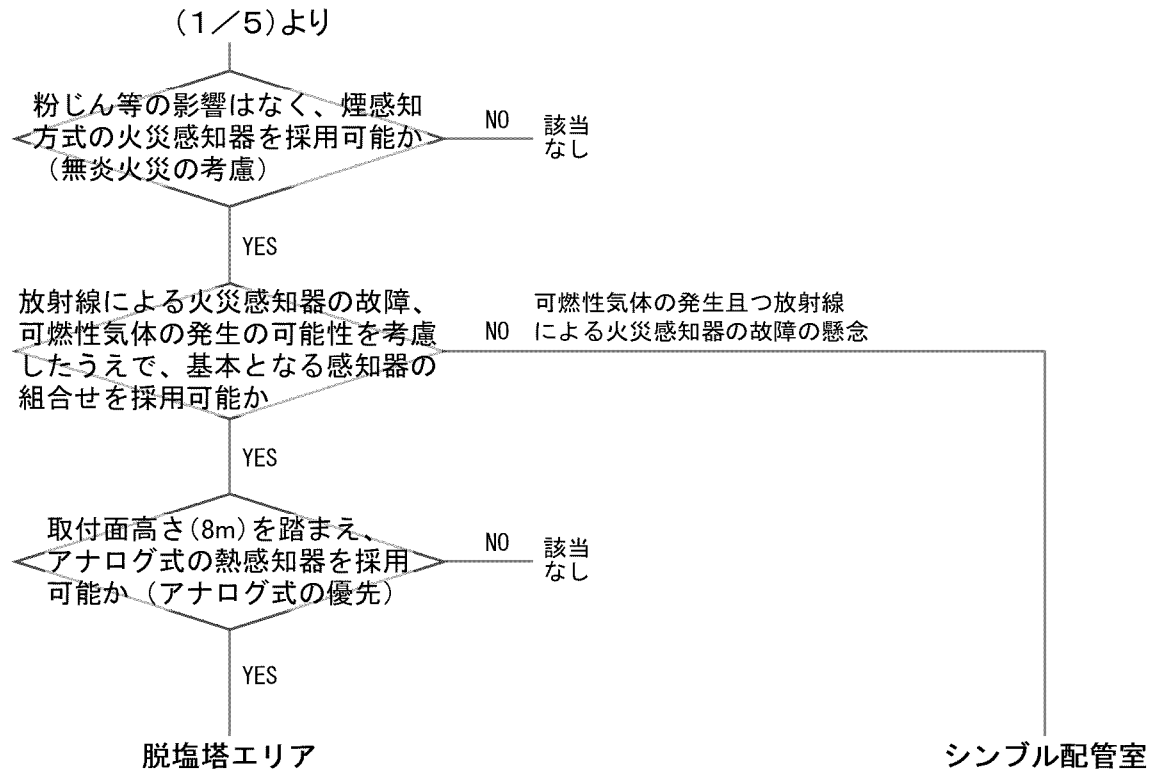 (１／５)より
粉じん等の影響はなく、煙感知
方式の火災感知器を採用可能か
（無炎火災の考慮）
NO
該当
なし
YES
放射線による火災感知器の故障、
可燃性気体の発生の可能性を考慮
したうえで、基本となる感知器の
組合せを採用可能か
NO
可燃性気体の発生且つ放射線
による火災感知器の故障の懸念
YES
取付面高さ(8m)を踏まえ、
アナログ式の熱感知器を採用
可能か（アナログ式の優先）
NO
該当
なし
YES
脱塩塔エリア
シンブル配管室